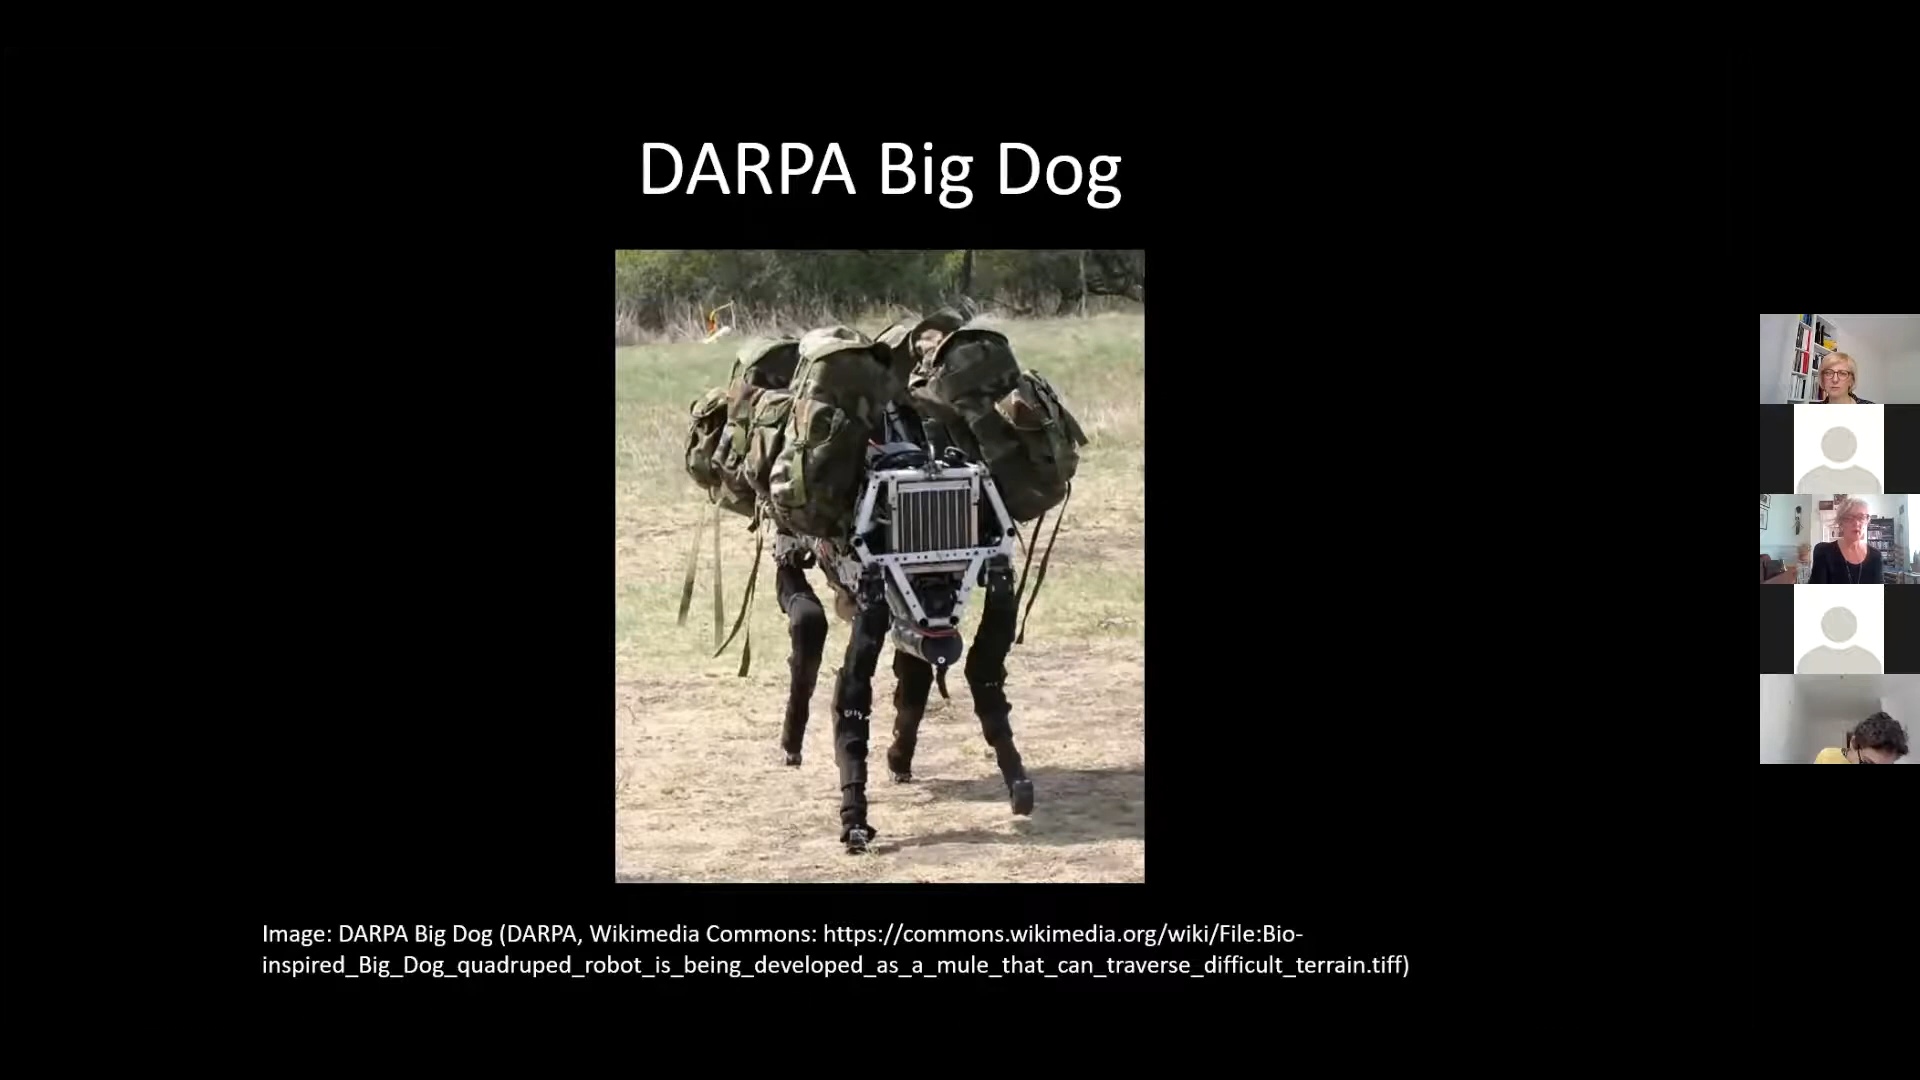 DARPA Big Dog
Image: DARPA Big Dog (DARPA, Wikimedia Commons: https://commons.wikimedia.org/wiki/File:Bio-
inspired_Big_Dog_quadruped_robot_is_being_developed_as_a_mule_that_can_traverse_difficult_terrain.tiff)